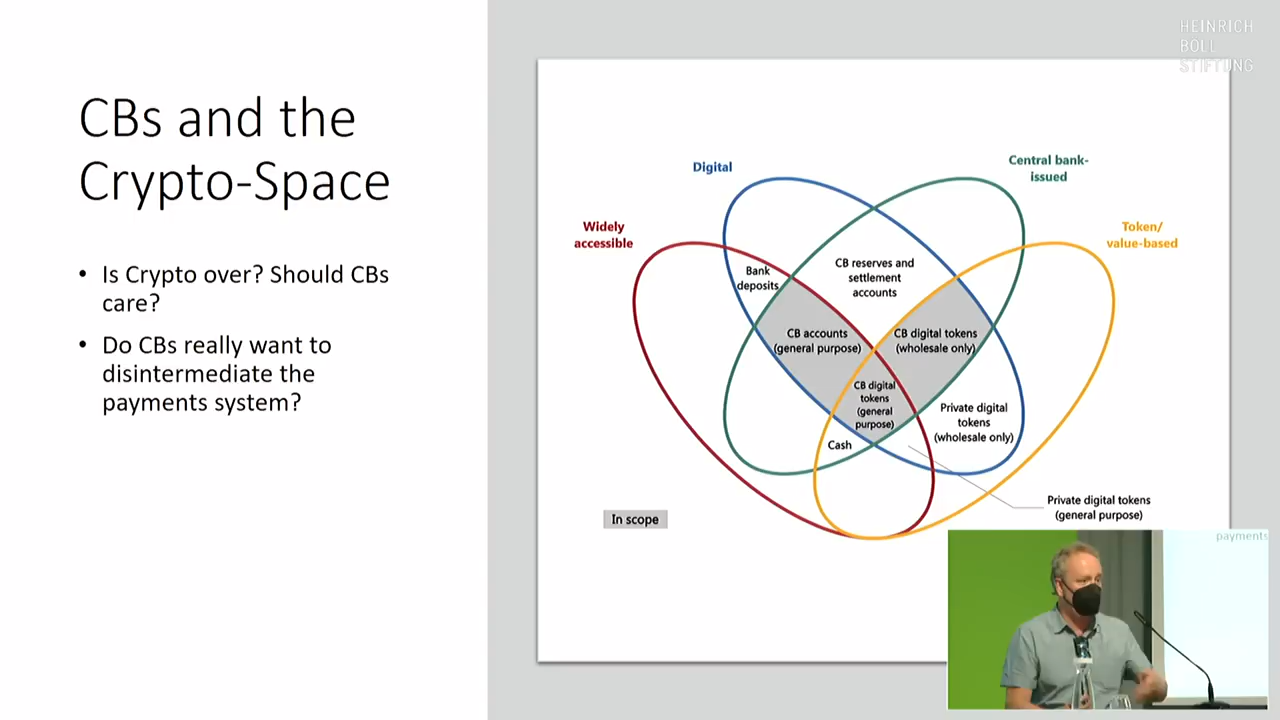 HEINRICH
BÖLL
STIFTUNG
CBs and the
Crypto-Space
• Is Crypto over? Should CBs
care?
• Do CBs really want to
disintermediate the
payments system?
Digital
Central bank-
issued
Widely
accessible
Token/
value-based
Bank
deposits
CB reserves and
settlement
accounts
CB accounts
(general purpose)
CB digital tokens
(wholesale only)
CB digital
tokens
(general
purpose)
Private digital
tokens
(wholesale only)
Cash
Private digital tokens
(general purpose)
In scope
payments